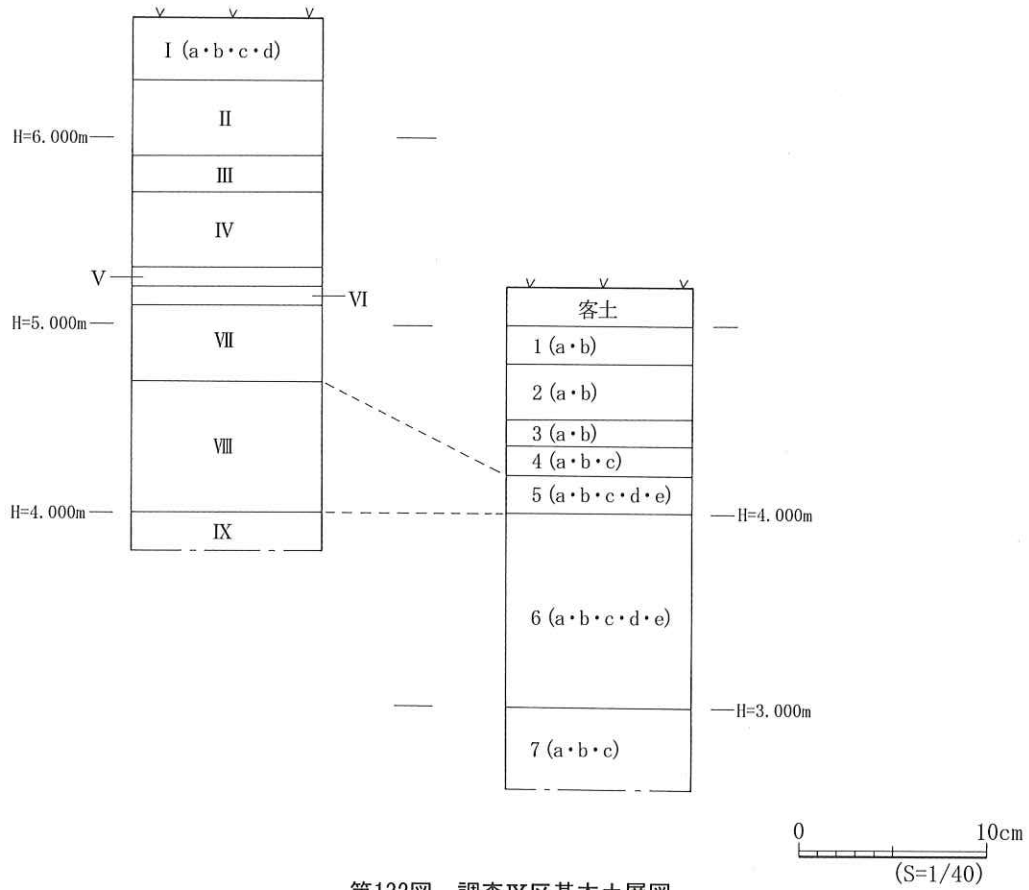 Ⅰ (a・b・c・d)
Ⅱ
H=6.000m
Ⅲ
Ⅳ
Ⅴ
Ⅵ
H=5.000m
Ⅶ
Ⅷ
H=4.000m
Ⅸ
客土
1 (a・b)
2 (a・b)
3 (a・b)
4 (a・b・c)
5 (a・b・c・d・e)
H=4.000m
6 (a・b・c・d・e)
H=3.000m
7 (a・b・c)
0 10cm
(S=1/40)